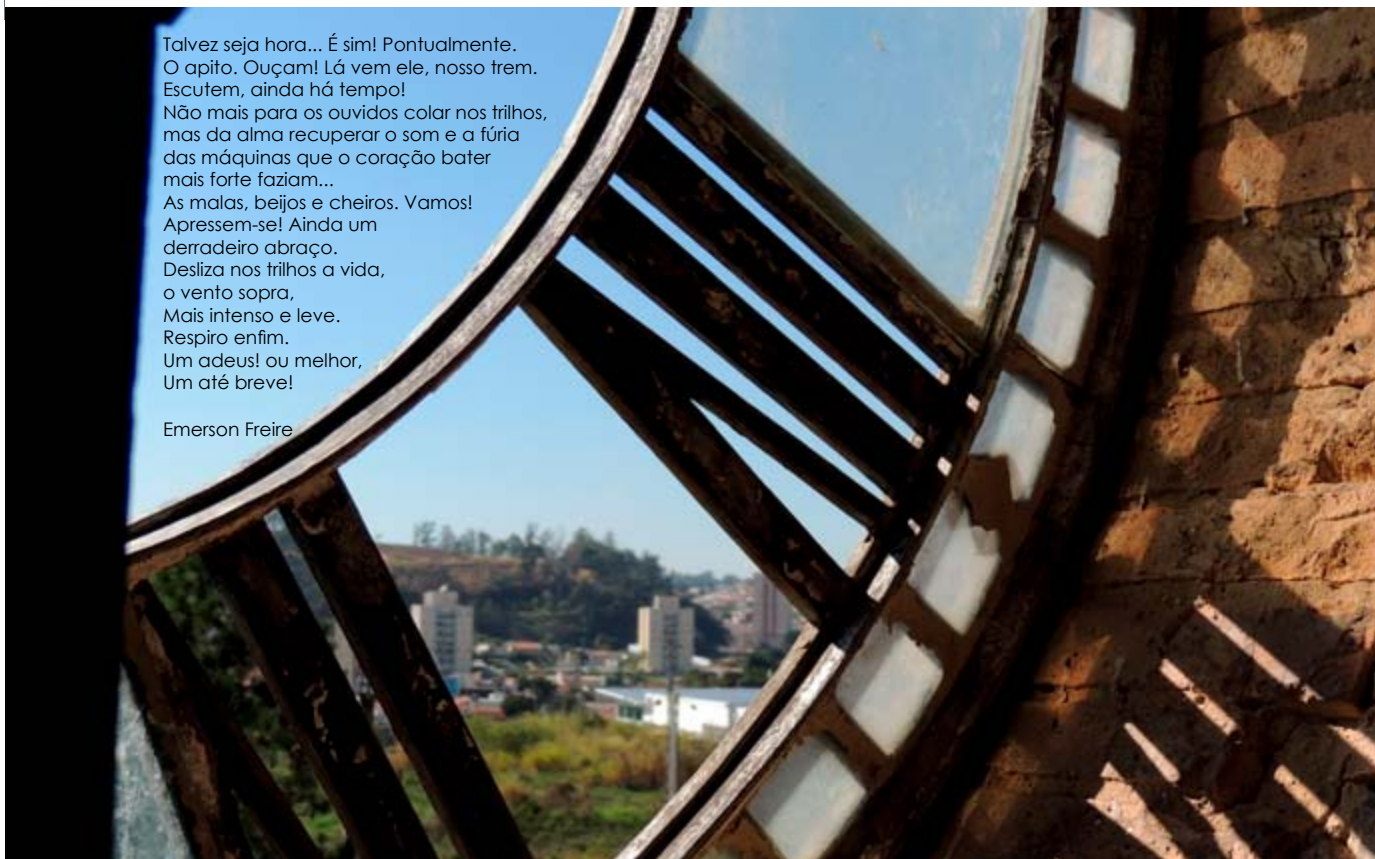 Talvez seja hora... É sim! Pontualmente.
O apito. Ouçam! Lá vem ele, nosso trem.
Escutem, ainda há tempo!
Não mais para os ouvidos colar nos trilhos,
mas da alma recuperar o som e a fúria
das máquinas que o coração bater
mais forte faziam...
As malas, beijos e cheiros. Vamos!
Apressem-se! Ainda um
derradeiro abraço.
Desliza nos trilhos a vida,
o vento sopra,
Mais intenso e leve.
Respiro enfim.
Um adeus! ou melhor,
Um até breve!
Emerson Freire